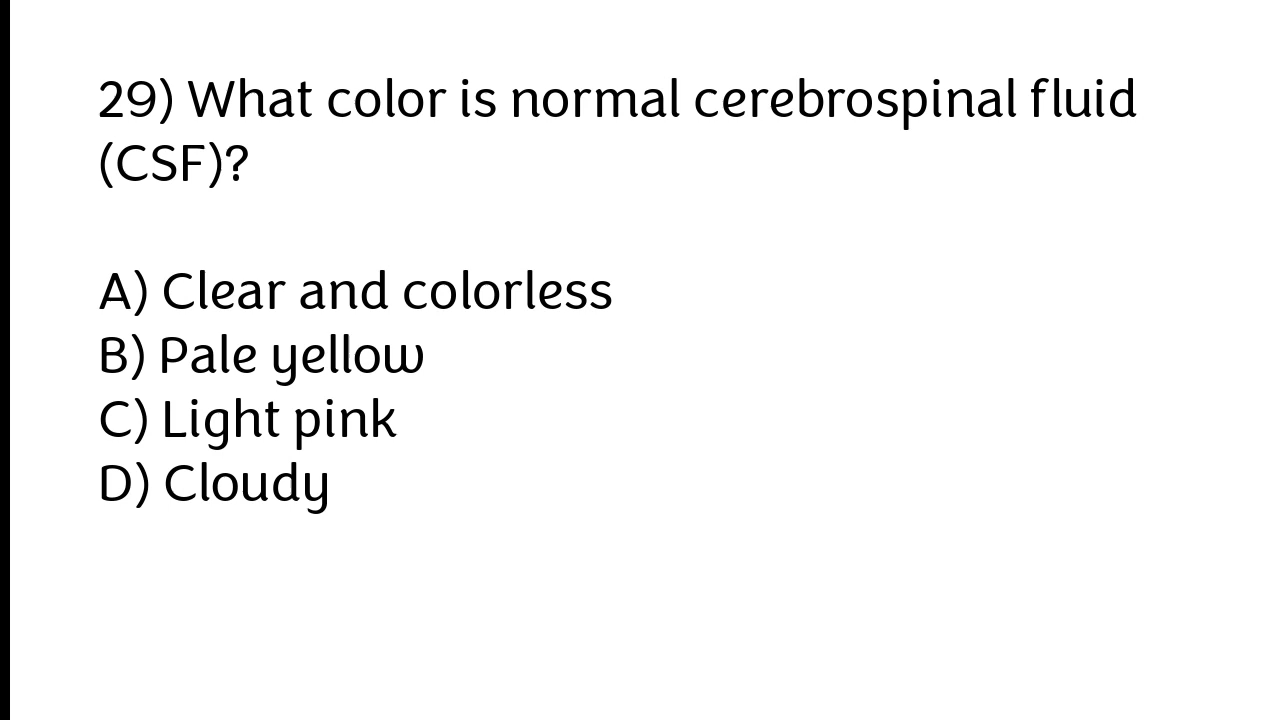 29) What color is normal cerebrospinal fluid
(CSF)?
A) Clear and colorless
B) Pale yellow
C) Light pink
D) Cloudy